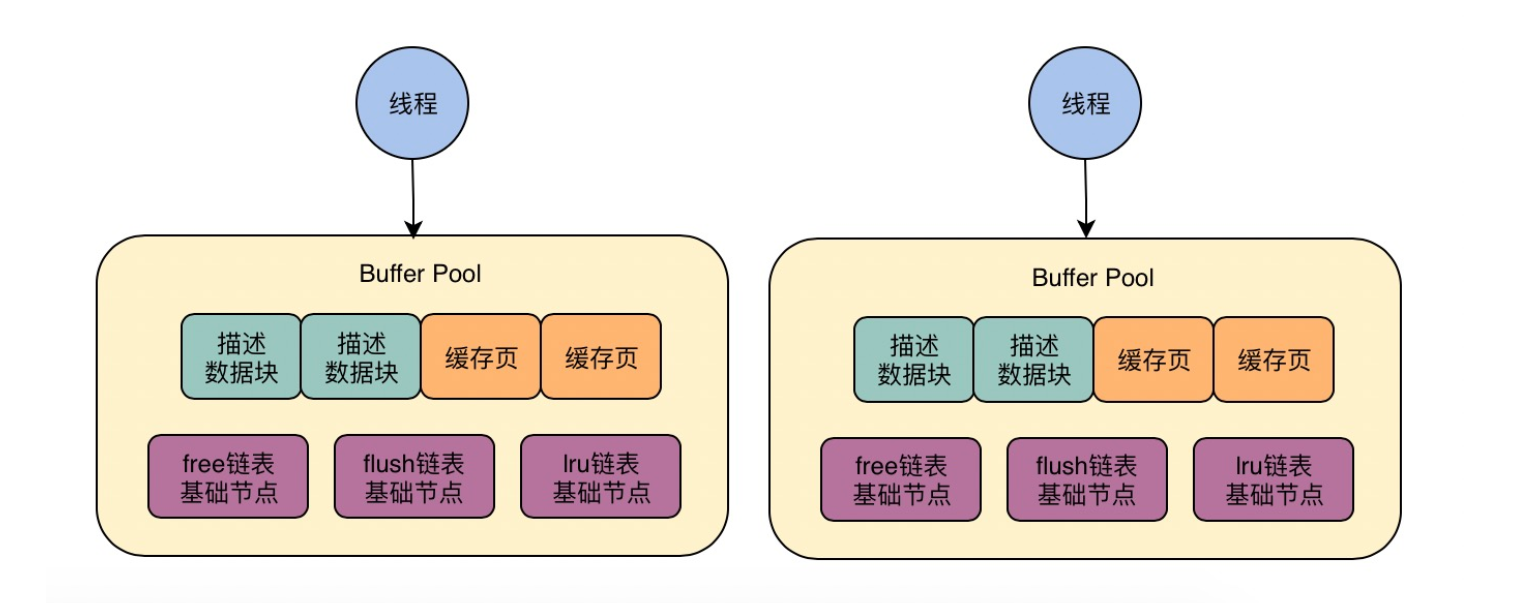 线程
Buffer Pool
描述
数据块
描述
数据块
缓存页
缓存页
free链表
基础节点
flush链表
基础节点
lru链表
基础节点
线程
Buffer Pool
描述
数据块
描述
数据块
缓存页
缓存页
free链表
基础节点
flush链表
基础节点
lru链表
基础节点